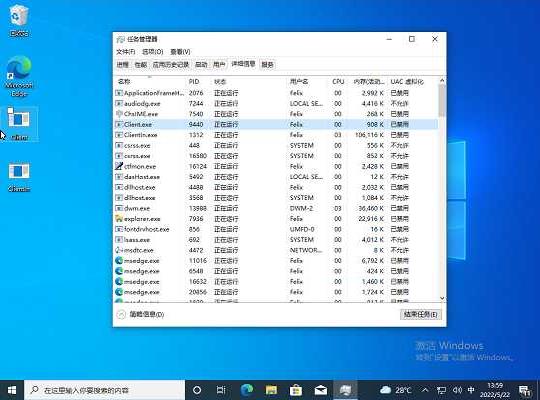 任务管理器
文件(F) 选项(O) 查看(V)
进程 性能 应用历史记录 启动 用户 详细信息 服务
名称 PID 状态 用户名 CPU 内存(活动... UAC 虚拟化
ApplicationFrameH... 2076 正在运行 Felix 00 2,992 K 已禁用
audiodg.exe 7244 正在运行 LOCAL SE... 00 4,416 K 不允许
ChsIME.exe 7540 正在运行 Felix 00 268 K 已禁用
Client.exe 9440 正在运行 Felix 00 908 K 已禁用
ClientIn.exe 1312 正在运行 Felix 03 106,116 K 已禁用
csrss.exe 448 正在运行 SYSTEM 00 556 K 不允许
csrss.exe 16580 正在运行 SYSTEM 00 852 K 不允许
ctfmon.exe 16124 正在运行 Felix 00 2,428 K 已禁用
dasHost.exe 5492 正在运行 LOCAL SE... 00 12 K 不允许
dllhost.exe 4488 正在运行 Felix 00 2,032 K 已禁用
dllhost.exe 3568 正在运行 SYSTEM 00 1,084 K 不允许
dwm.exe 13988 正在运行 DWM-2 03 36,460 K 已禁用
explorer.exe 7936 正在运行 Felix 00 22,916 K 已禁用
fontdrvhost.exe 856 正在运行 UMFD-0 00 16 K 已禁用
lsass.exe 692 正在运行 SYSTEM 00 4,012 K 不允许
msdtc.exe 4472 正在运行 NETWOR... 00 8 K 不允许
msedge.exe 11016 正在运行 Felix 00 6,792 K 已禁用
msedge.exe 6548 正在运行 Felix 00 424 K 已禁用
msedge.exe 16632 正在运行 Felix 00 1,460 K 已禁用
msedge.exe 20856 正在运行 Felix 00 1,724 K 已禁用
简略信息(D) 结束任务(E)
Microsoft
Edge
Client
ClientIn
激活 Windows
转到"设置"以激活 Windows。
在这里输入你要搜索的内容
28°C
中
13:59
2022/5/22